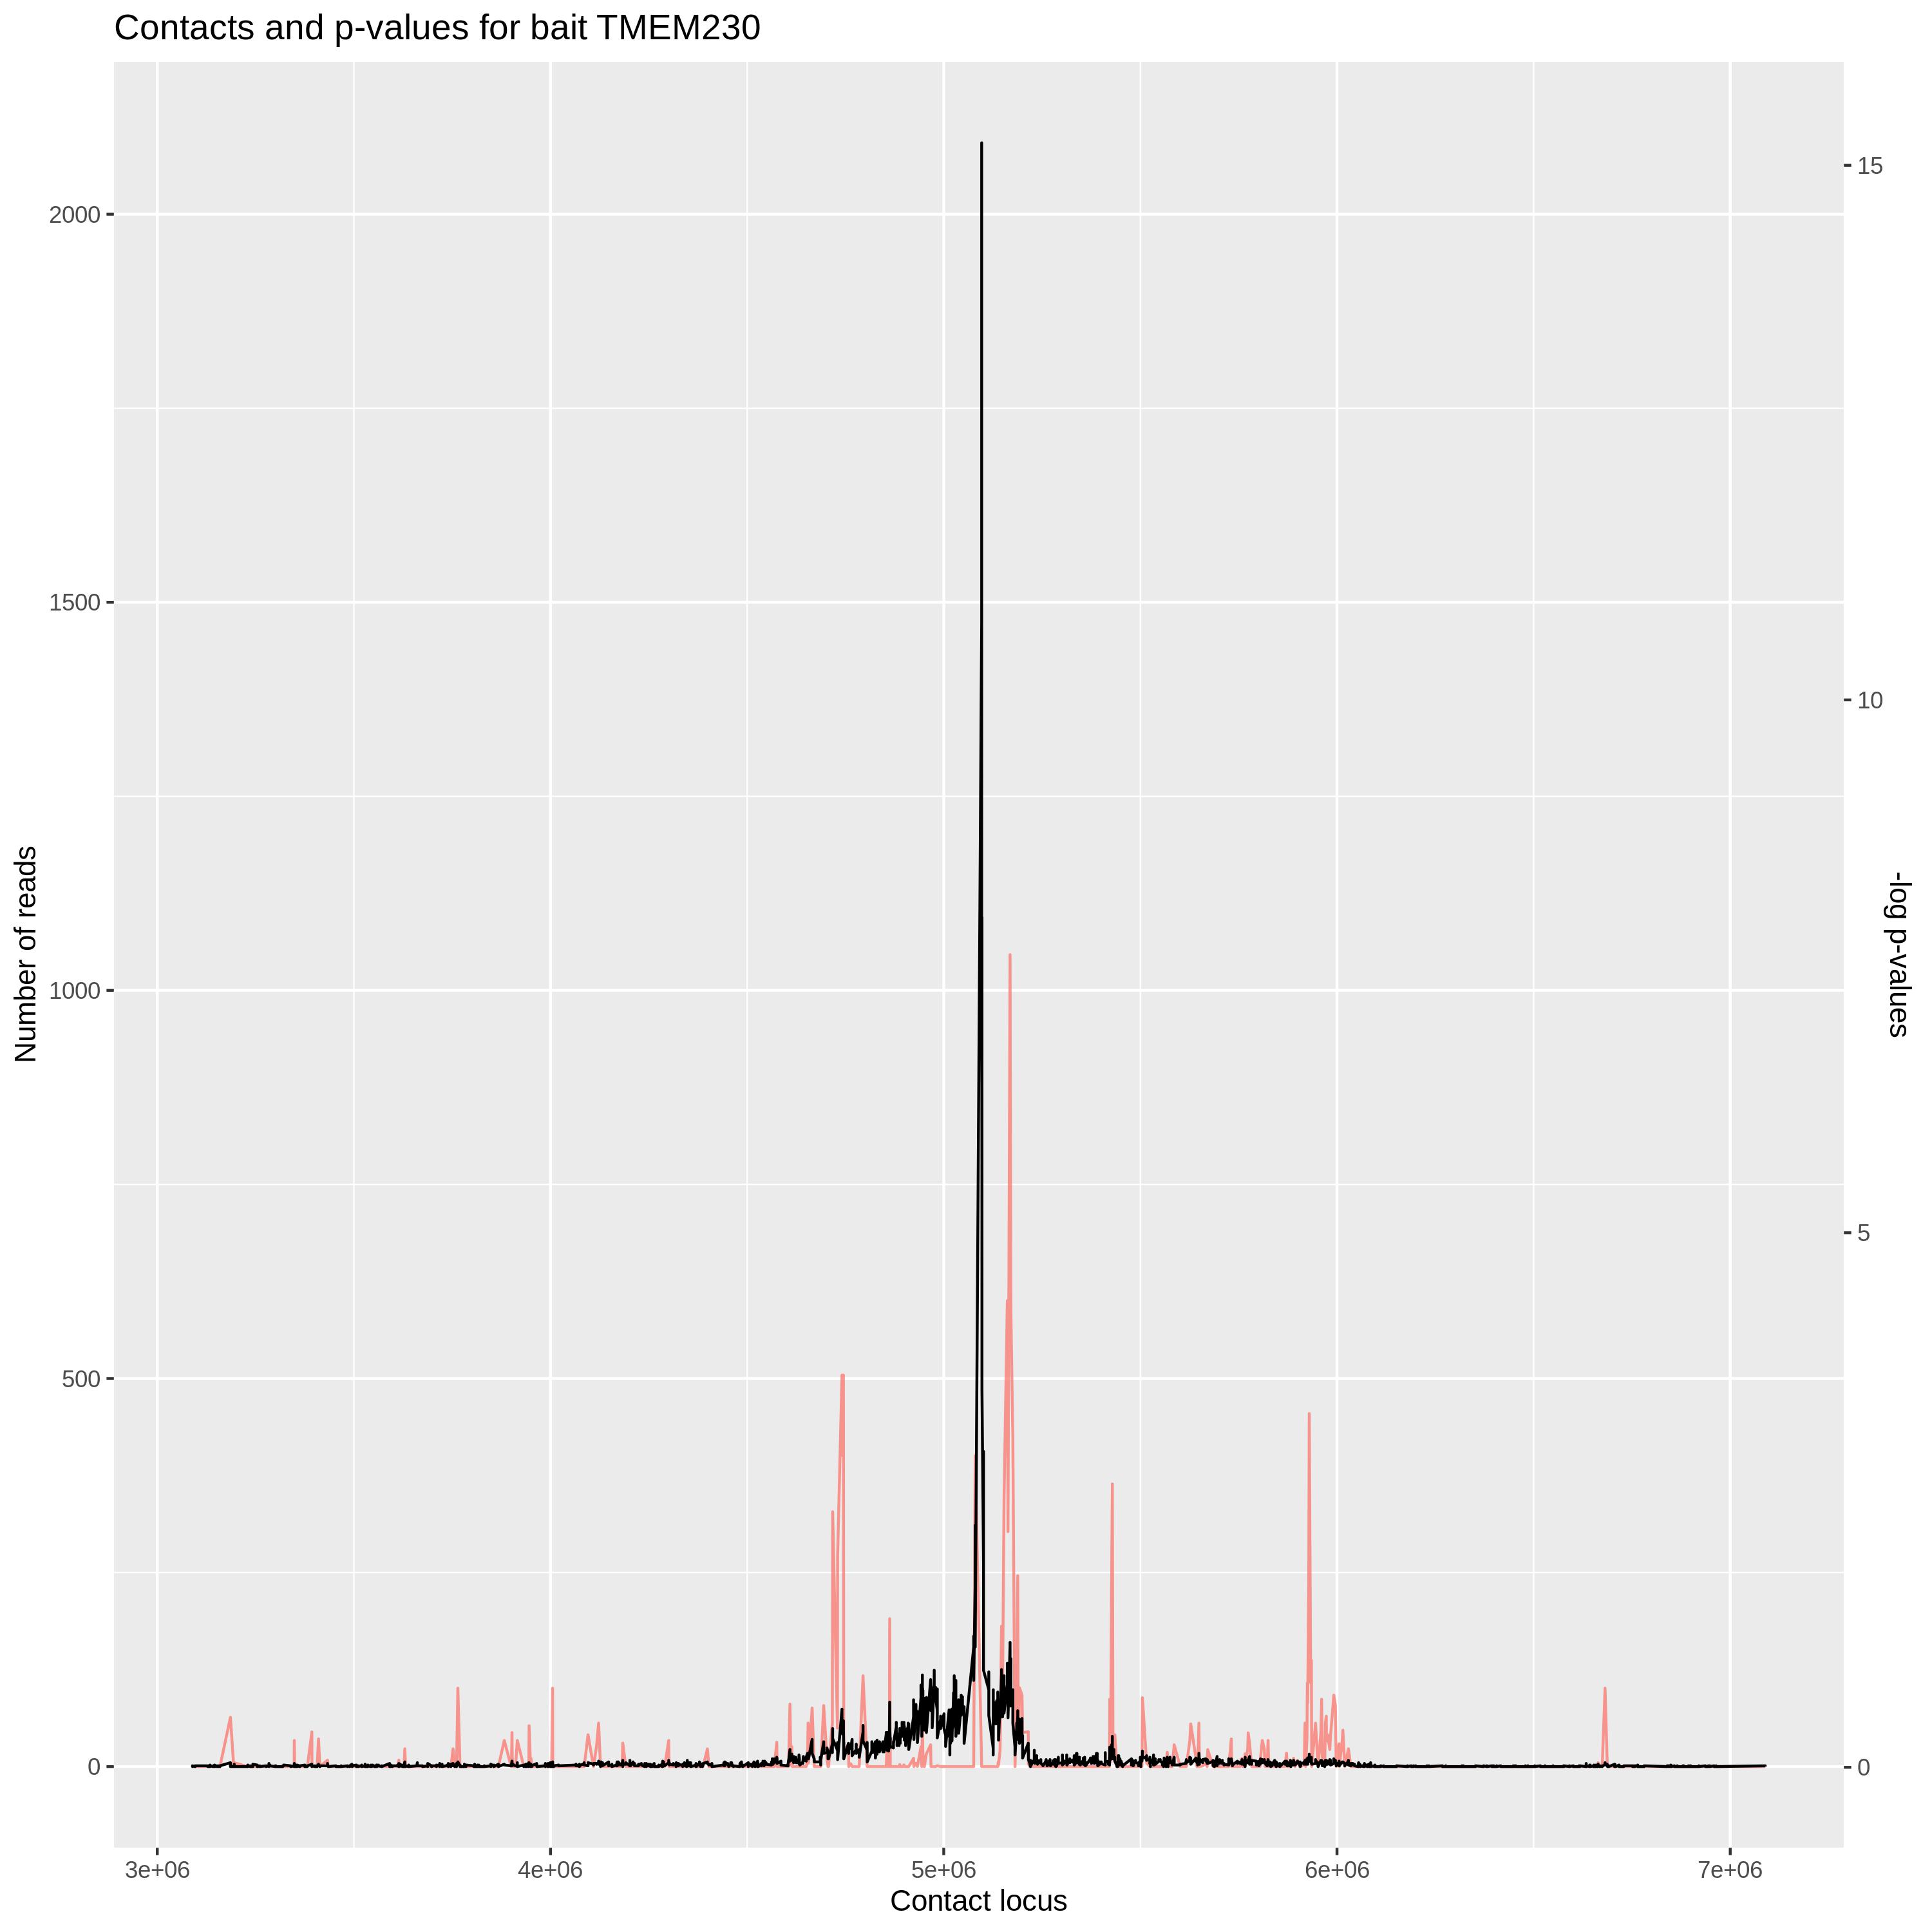 Contacts and p-values for bait TMEM230
2000
1500
1000
500
0
Number of reads
15
10
5
0
-log p-values
3e+06
4e+06
5e+06
6e+06
7e+06
Contact locus